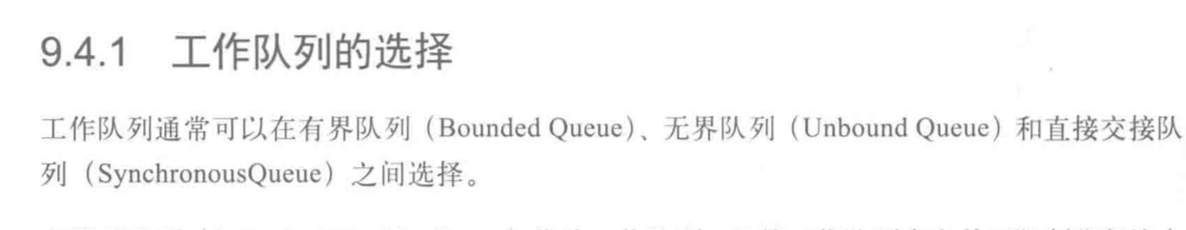 9.4.1 工作队列的选择
工作队列通常可以在有界队列（Bounded Queue）、无界队列（Unbound Queue）和直接交接队
列（SynchronousQueue）之间选择。